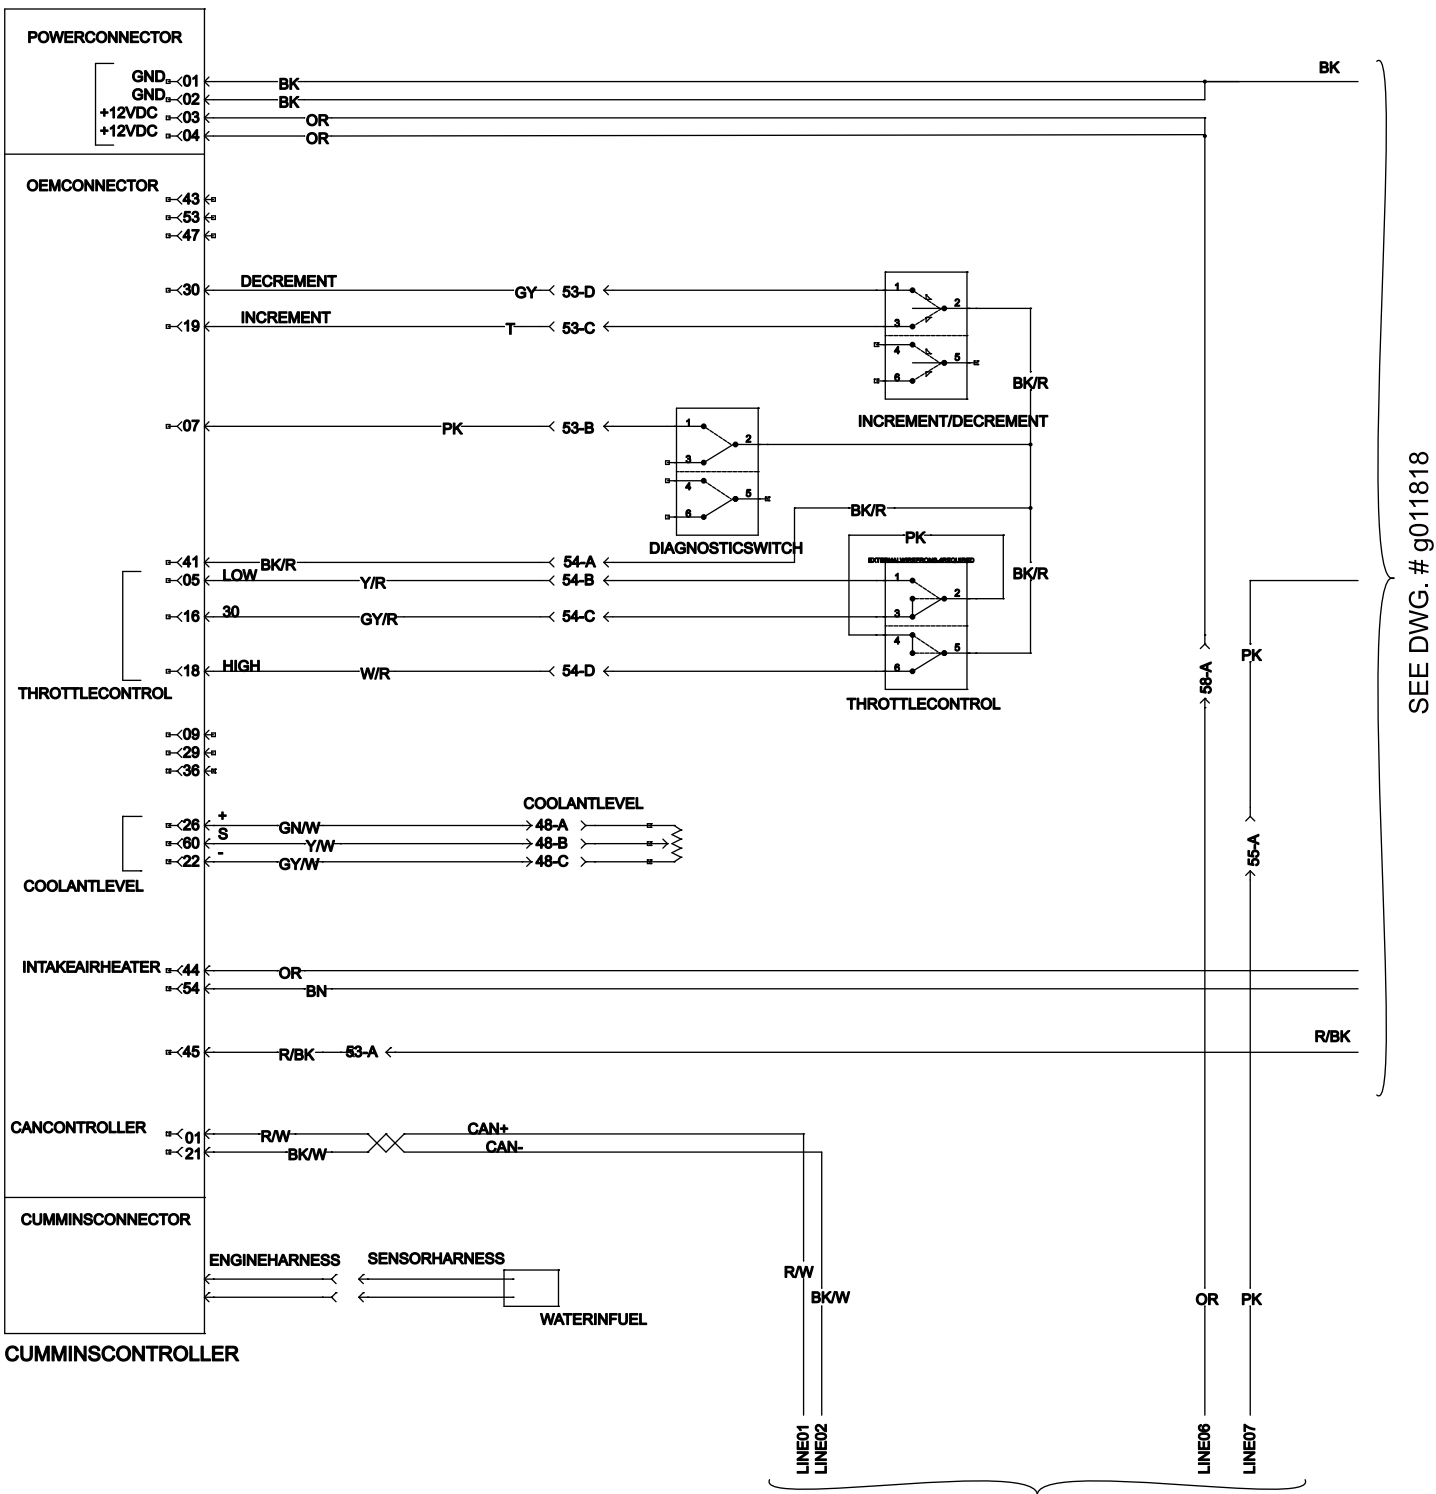 POWERCONNECTOR
GND 01 BK BK
GND 02 BK
+12VDC 03 OR
+12VDC 04 OR
OEMCONNECTOR
43
53
47
30 DECREMENT GY 53-D 1 2
19 INCREMENT T 53-C 3
4 5
6
BK/R
INCREMENT/DECREMENT
07 PK 53-B 1 2
3
4 5
6
BK/R
DIAGNOSTICSWITCH
PK
41 BK/R 54-A
BK/R
05 LOW Y/R 54-B 1 2
16 30 GY/R 54-C 3
4 5
18 HIGH W/R 54-D 6
THROTTLECONTROL
THROTTLECONTROL
58-A
PK
SEE DWG. # g011818
09
29
36
COOLANTLEVEL
26 + GN/W 48-A
60 S Y/W 48-B
22 - GY/W 48-C
COOLANTLEVEL
55-A
INTAKEAIRHEATER 44 OR
54 BN
45 R/BK 53-A R/BK
CANCONTROLLER 01 R/W CAN+
21 BK/W CAN-
CUMMINSCONNECTOR
ENGINEHARNESS SENSORHARNESS
WATERINFUEL
R/W
BK/W
OR PK
CUMMINSCONTROLLER
LINE01
LINE02
LINE06
LINE07